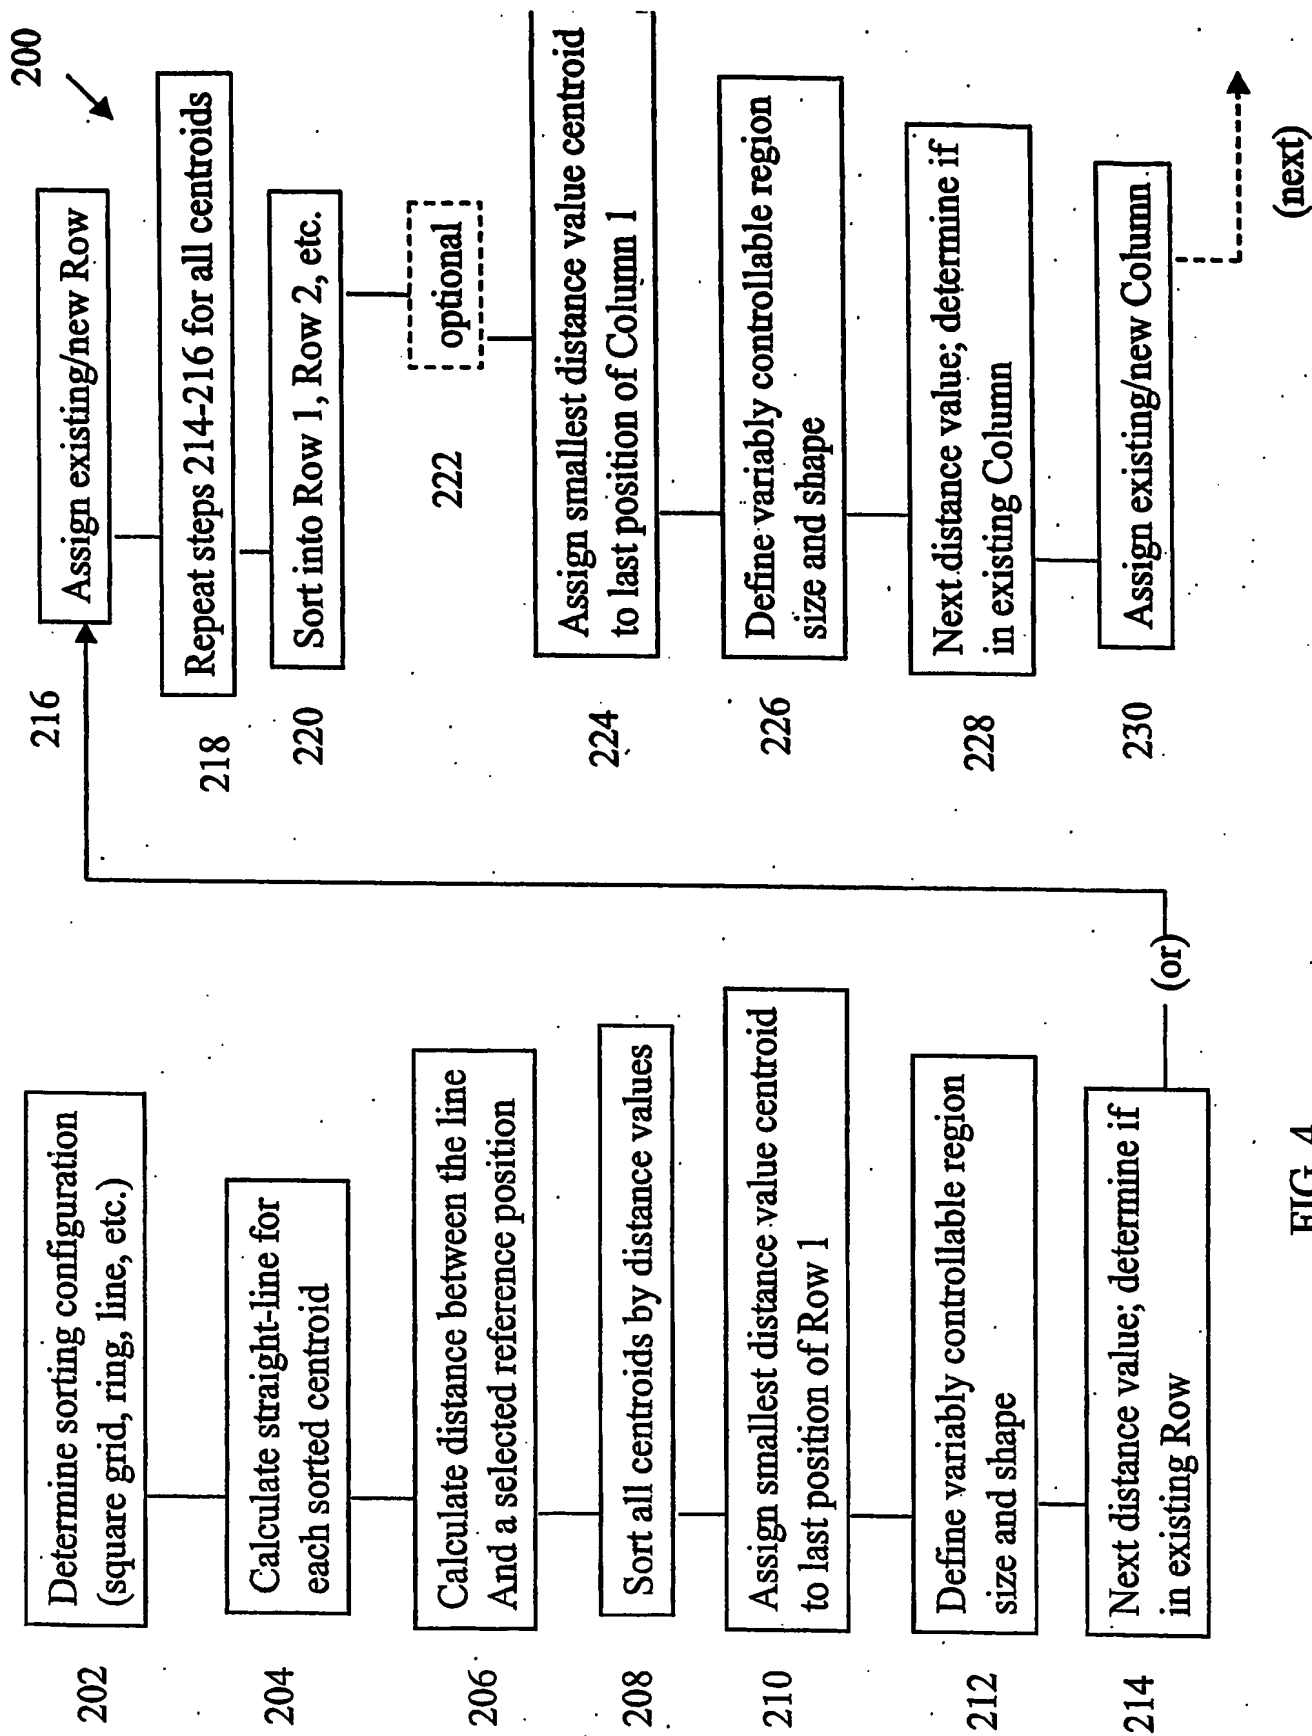 200
202
Determine sorting configuration
(square grid, ring, line, etc.)
204
Calculate straight-line for
each sorted centroid
206
Calculate distance between the line
And a selected reference position
208
Sort all centroids by distance values
210
Assign smallest distance value centroid
to last position of Row 1
212
Define variably controllable region
size and shape
214
Next distance value; determine if
in existing Row
(or)
216
Assign existing/new Row
218
Repeat steps 214-216 for all centroids
220
Sort into Row 1, Row 2, etc.
222
optional
224
Assign smallest distance value centroid
to last position of Column 1
226
Define variably controllable region
size and shape
228
Next distance value; determine if
in existing Column
230
Assign existing/new Column
(next)
FIG. 4